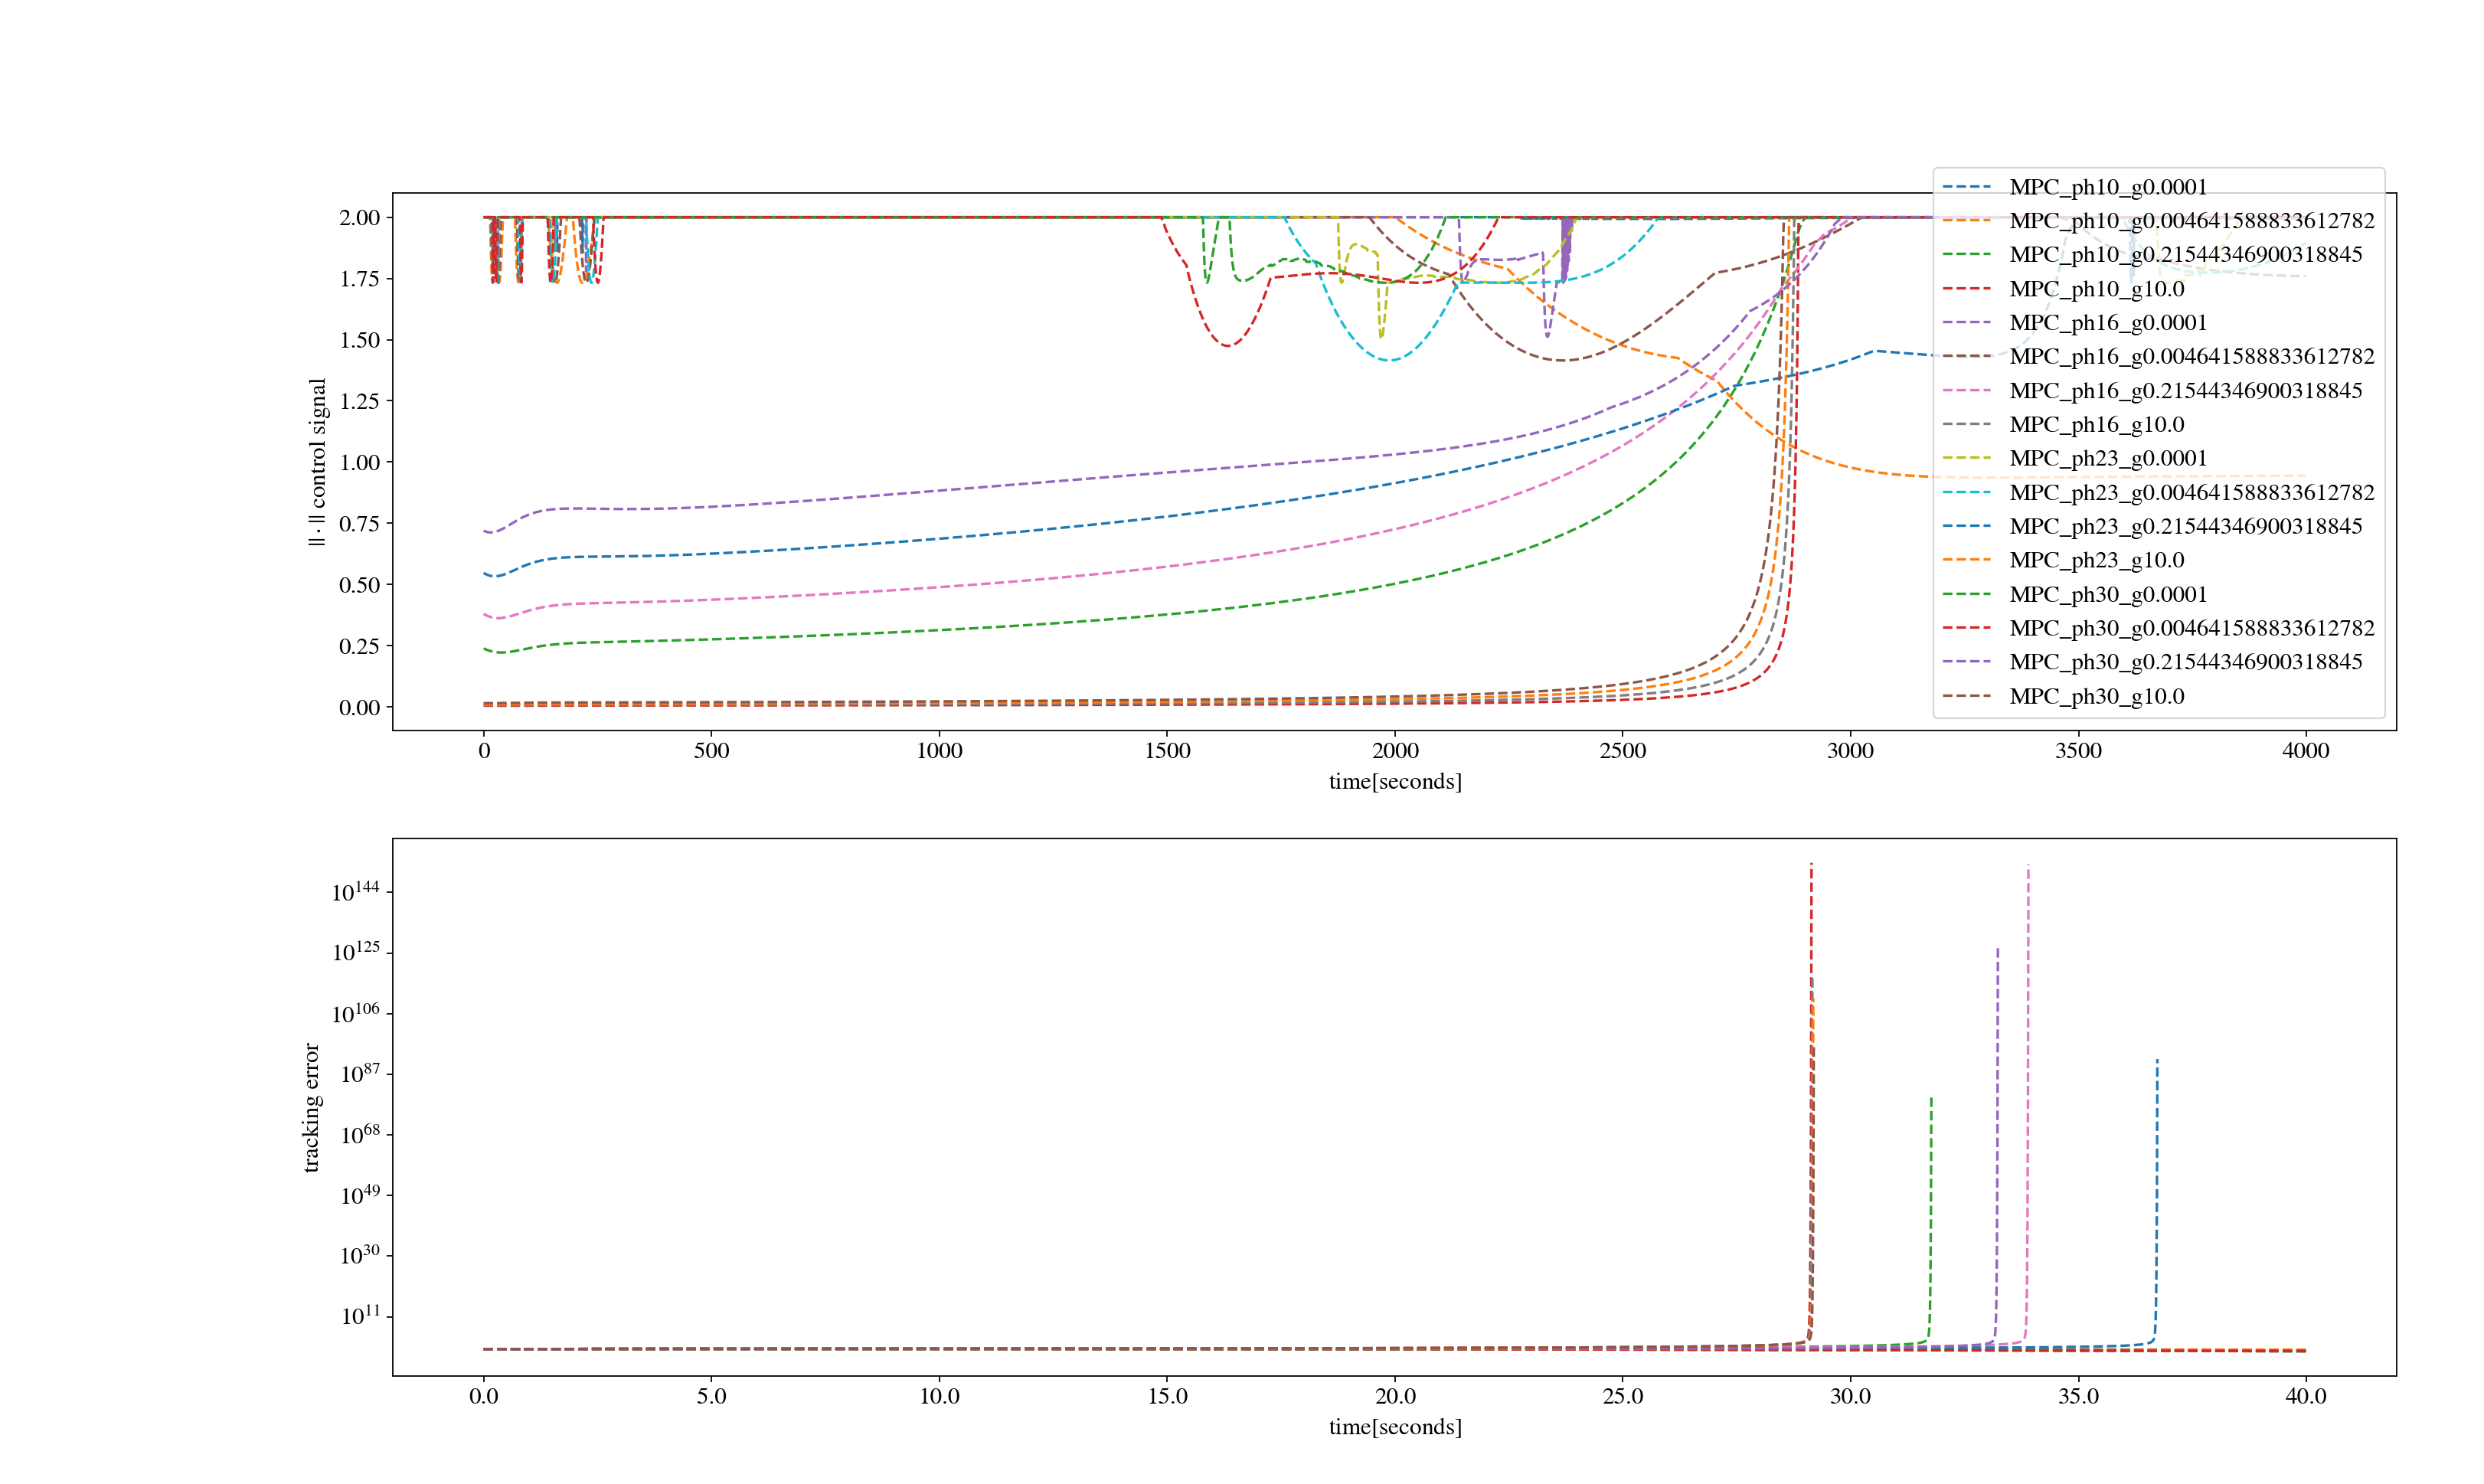 2.00
1.75
1.50
1.25
1.00
0.75
0.50
0.25
0.00
|| · || control signal
0 500 1000 1500 2000 2500 3000 3500 4000
time[seconds]
MPC_ph10_g0.0001
MPC_ph10_g0.004641588833612782
MPC_ph10_g0.21544346900318845
MPC_ph10_g10.0
MPC_ph16_g0.0001
MPC_ph16_g0.004641588833612782
MPC_ph16_g0.21544346900318845
MPC_ph16_g10.0
MPC_ph23_g0.0001
MPC_ph23_g0.004641588833612782
MPC_ph23_g0.21544346900318845
MPC_ph23_g10.0
MPC_ph30_g0.0001
MPC_ph30_g0.004641588833612782
MPC_ph30_g0.21544346900318845
MPC_ph30_g10.0
10^144
10^125
10^106
10^87
10^68
10^49
10^30
10^11
tracking error
0.0 5.0 10.0 15.0 20.0 25.0 30.0 35.0 40.0
time[seconds]